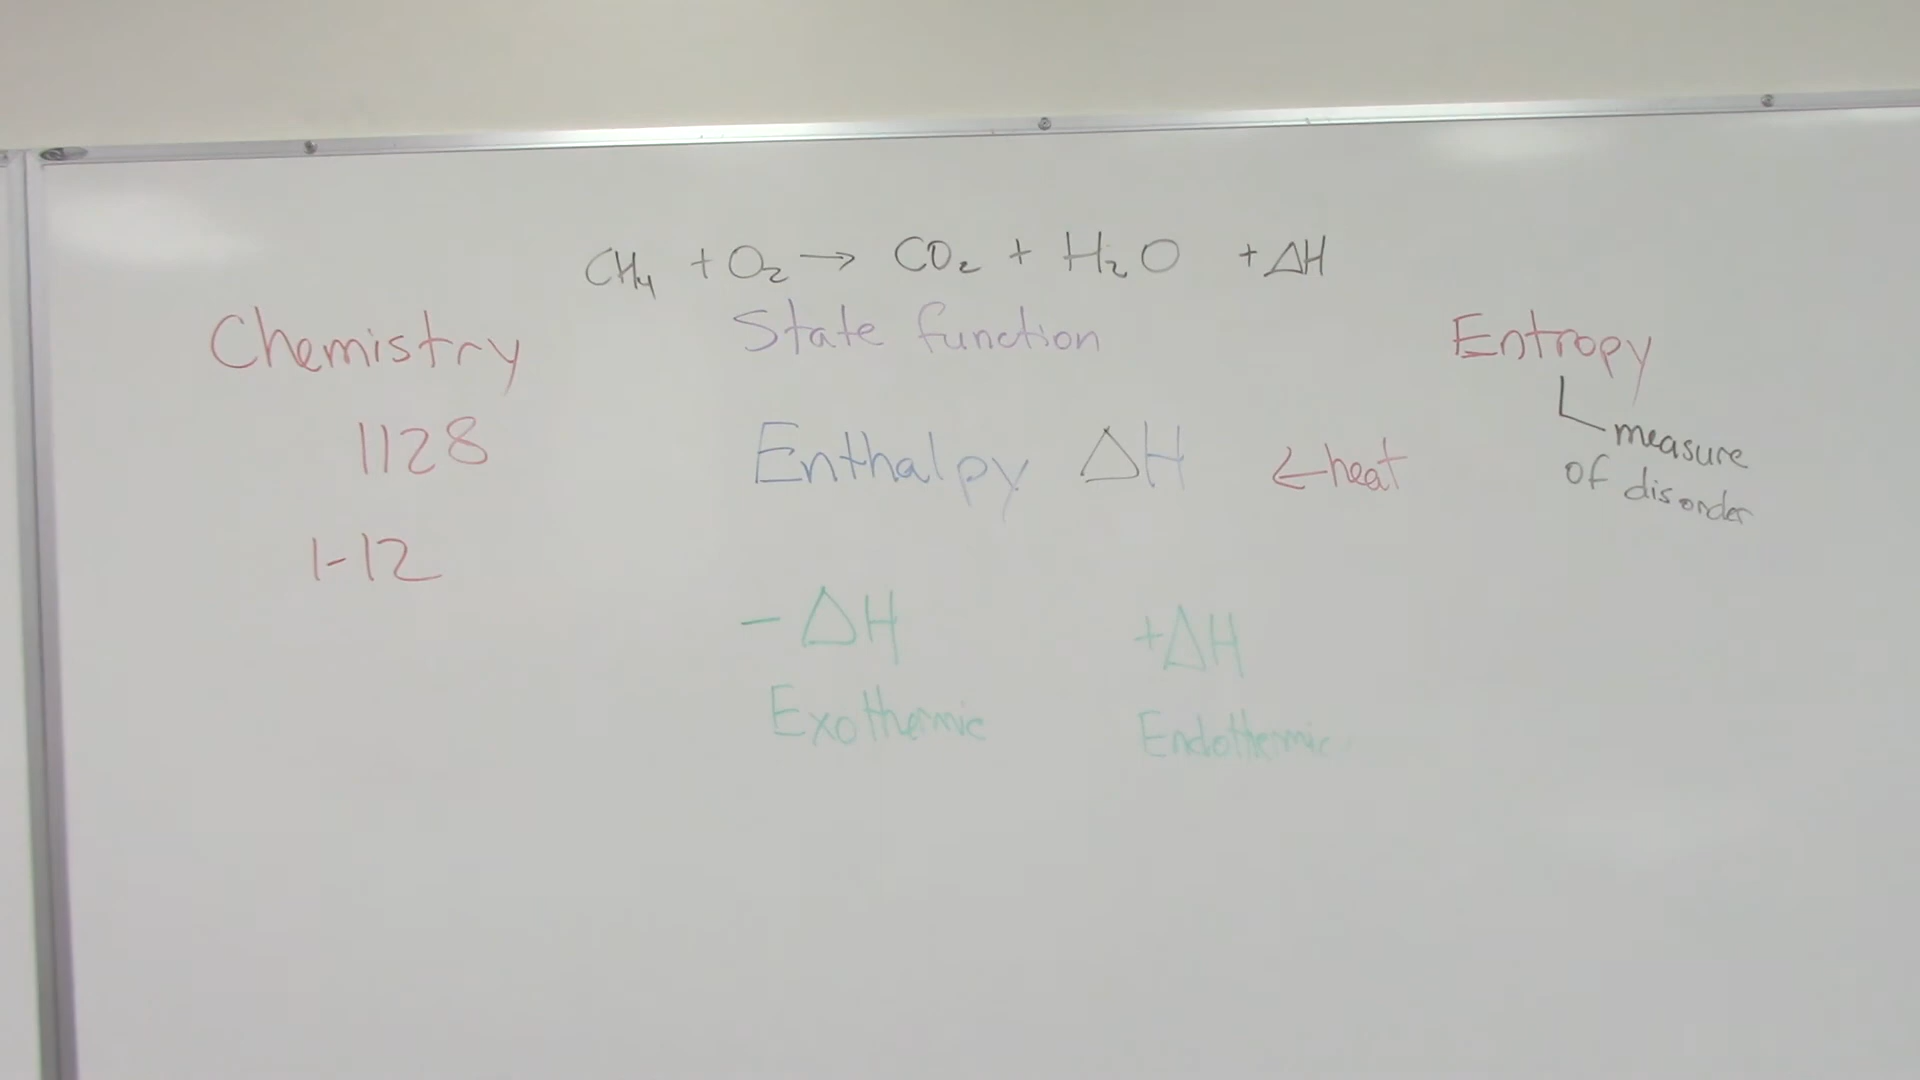 CH₄ + O₂ → CO₂ + H₂O + ΔH
Chemistry
1128
1-12
State function
Enthalpy ΔH ← heat
- ΔH
Exothermic
+ΔH
Endothermic
Entropy
measure
of disorder